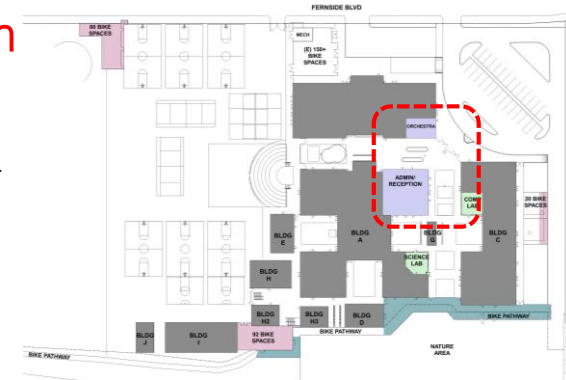 FERNSIDE BLVD
n
88 BIKE
SPACES
MECH
(E) 150+
BIKE
SPACES
ORCHESTRA
ADMIN/
RECEPTION
COMP
LAB
20 BIKE
SPACES
BLDG
E
BLDG
A
BLDG
G
BLDG
C
SCIENCE
LAB
BLDG
H
BLDG
H2
BLDG
H3
BLDG
D
BIKE PATHWAY
BLDG
J
BLDG
I
92 BIKE
SPACES
BIKE PATHWAY
BIKE PATHWAY
NATURE
AREA